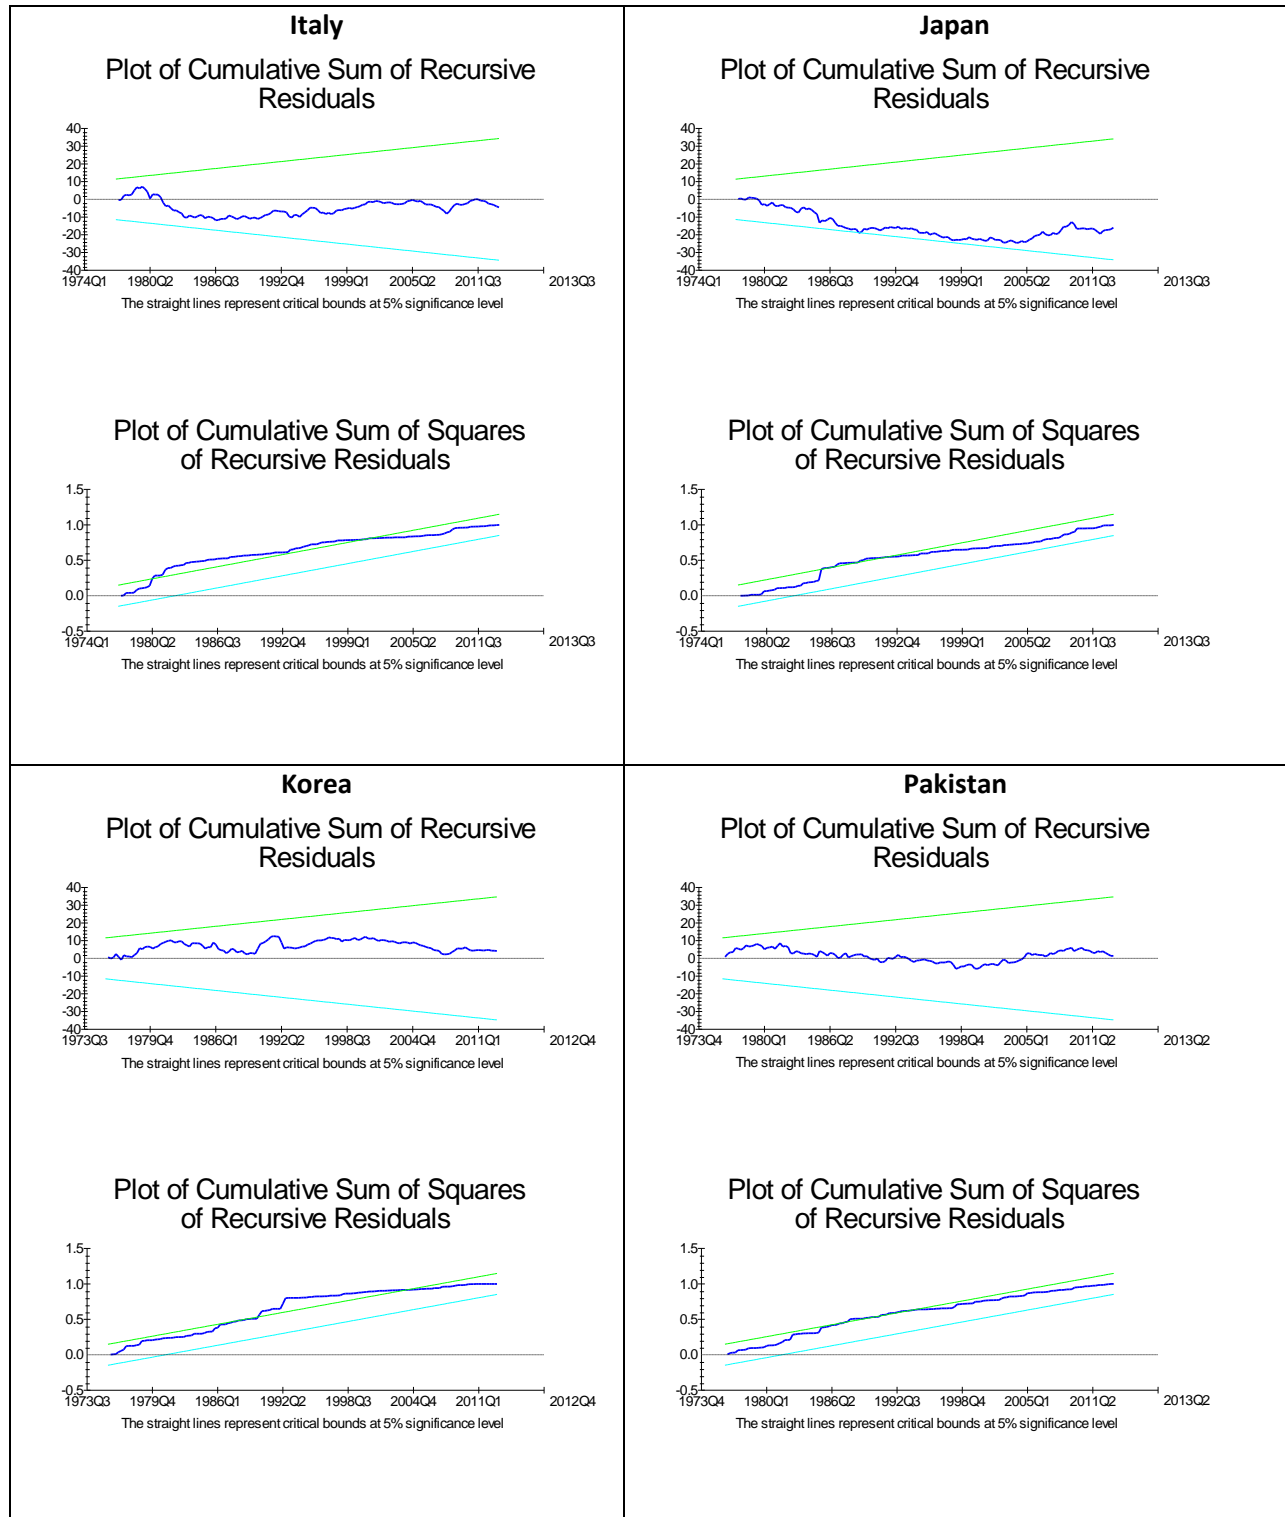 Italy
Plot of Cumulative Sum of Recursive
Residuals
40
30
20
10
0
-10
-20
-30
-40
1974Q1 1980Q2 1986Q3 1992Q4 1999Q1 2005Q2 2011Q3 2013Q3
The straight lines represent critical bounds at 5% significance level
Plot of Cumulative Sum of Squares
of Recursive Residuals
1.5
1.0
0.5
0.0
-0.5
1974Q1 1980Q2 1986Q3 1992Q4 1999Q1 2005Q2 2011Q3 2013Q3
The straight lines represent critical bounds at 5% significance level
Japan
Plot of Cumulative Sum of Recursive
Residuals
40
30
20
10
0
-10
-20
-30
-40
1974Q1 1980Q2 1986Q3 1992Q4 1999Q1 2005Q2 2011Q3 2013Q3
The straight lines represent critical bounds at 5% significance level
Plot of Cumulative Sum of Squares
of Recursive Residuals
1.5
1.0
0.5
0.0
-0.5
1974Q1 1980Q2 1986Q3 1992Q4 1999Q1 2005Q2 2011Q3 2013Q3
The straight lines represent critical bounds at 5% significance level
Korea
Plot of Cumulative Sum of Recursive
Residuals
40
30
20
10
0
-10
-20
-30
-40
1973Q3 1979Q4 1986Q1 1992Q2 1998Q3 2004Q4 2011Q1 2012Q4
The straight lines represent critical bounds at 5% significance level
Plot of Cumulative Sum of Squares
of Recursive Residuals
1.5
1.0
0.5
0.0
-0.5
1973Q3 1979Q4 1986Q1 1992Q2 1998Q3 2004Q4 2011Q1 2012Q4
The straight lines represent critical bounds at 5% significance level
Pakistan
Plot of Cumulative Sum of Recursive
Residuals
40
30
20
10
0
-10
-20
-30
-40
1973Q4 1980Q1 1986Q2 1992Q3 1998Q4 2005Q1 2011Q2 2013Q2
The straight lines represent critical bounds at 5% significance level
Plot of Cumulative Sum of Squares
of Recursive Residuals
1.5
1.0
0.5
0.0
-0.5
1973Q4 1980Q1 1986Q2 1992Q3 1998Q4 2005Q1 2011Q2 2013Q2
The straight lines represent critical bounds at 5% significance level